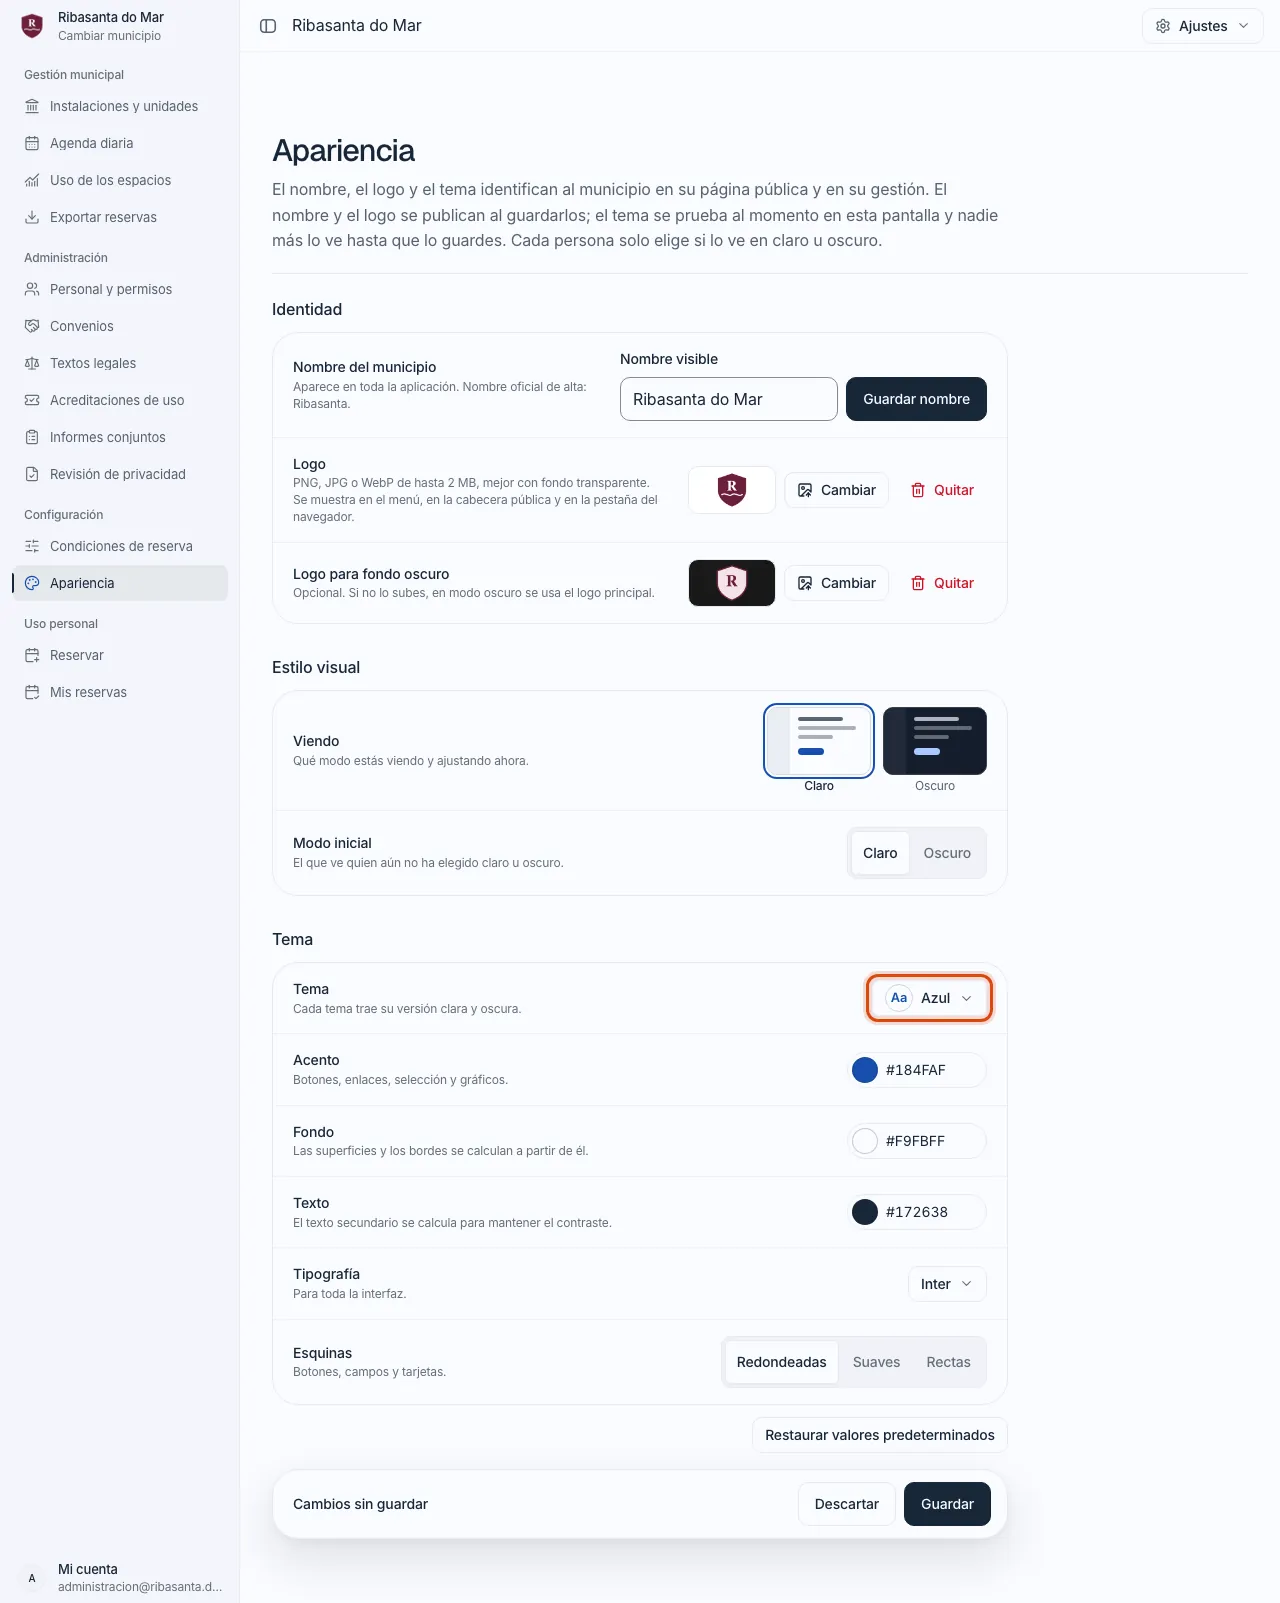 Ribasanta do Mar
Cambiar municipio
Gestión municipal
Instalaciones y unidades
Agenda diaria
Uso de los espacios
Exportar reservas
Administración
Personal y permisos
Convenios
Textos legales
Acreditaciones de uso
Informes conjuntos
Revisión de privacidad
Configuración
Condiciones de reserva
Apariencia
Uso personal
Reservar
Mis reservas
A
Mi cuenta
administracion@ribasanta.d...
Ribasanta do Mar
Ajustes
Apariencia
El nombre, el logo y el tema identifican al municipio en su página pública y en su gestión. El
nombre y el logo se publican al guardarlos; el tema se prueba al momento en esta pantalla y nadie
más lo ve hasta que lo guardes. Cada persona solo elige si lo ve en claro u oscuro.
Identidad
Nombre del municipio
Aparece en toda la aplicación. Nombre oficial de alta:
Ribasanta.
Nombre visible
Ribasanta do Mar
Guardar nombre
Logo
PNG, JPG o WebP de hasta 2 MB, mejor con fondo transparente.
Se muestra en el menú, en la cabecera pública y en la pestaña del
navegador.
R
Cambiar
Quitar
Logo para fondo oscuro
Opcional. Si no lo subes, en modo oscuro se usa el logo principal.
R
Cambiar
Quitar
Estilo visual
Viendo
Qué modo estás viendo y ajustando ahora.
Claro
Oscuro
Modo inicial
El que ve quien aún no ha elegido claro u oscuro.
Claro
Oscuro
Tema
Tema
Cada tema trae su versión clara y oscura.
Aa Azul
Acento
Botones, enlaces, selección y gráficos.
#184FAF
Fondo
Las superficies y los bordes se calculan a partir de él.
#F9FBFF
Texto
El texto secundario se calcula para mantener el contraste.
#172638
Tipografía
Para toda la interfaz.
Inter
Esquinas
Botones, campos y tarjetas.
Redondeadas
Suaves
Rectas
Restaurar valores predeterminados
Cambios sin guardar
Descartar
Guardar